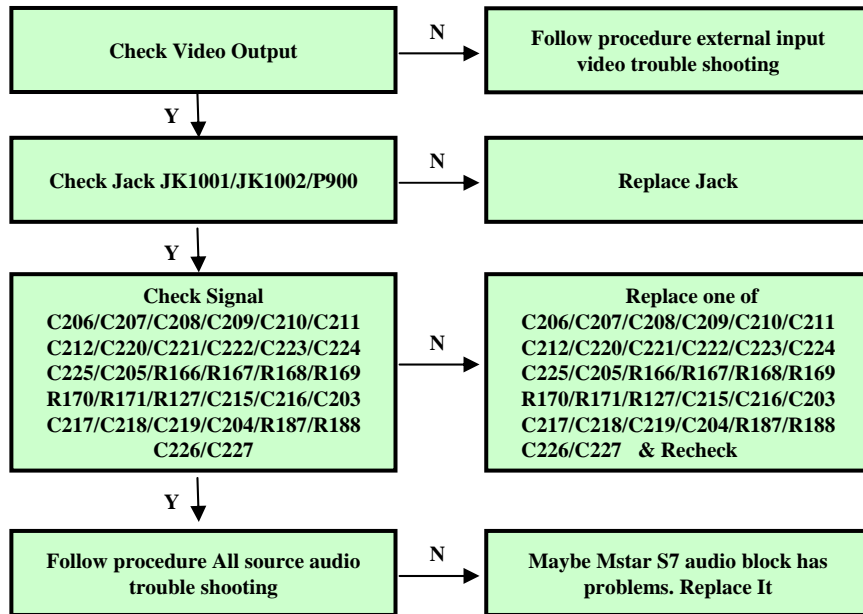 Check Video Output
N
Follow procedure external input
video trouble shooting
Y
Check Jack JK1001/JK1002/P900
N
Replace Jack
Y
Check Signal
C206/C207/C208/C209/C210/C211
C212/C220/C221/C222/C223/C224
C225/C205/R166/R167/R168/R169
R170/R171/R127/C215/C216/C203
C217/C218/C219/C204/R187/R188
C226/C227
N
Replace one of
C206/C207/C208/C209/C210/C211
C212/C220/C221/C222/C223/C224
C225/C205/R166/R167/R168/R169
R170/R171/R127/C215/C216/C203
C217/C218/C219/C204/R187/R188
C226/C227 & Recheck
Y
Follow procedure All source audio
trouble shooting
N
Maybe Mstar S7 audio block has
problems. Replace It